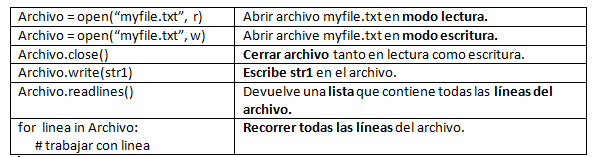 Archivo = open(“myfile.txt”, r) Abrir archivo myfile.txt en modo lectura.
Archivo = open(“myfile.txt”, w) Abrir archive myfile.txt en modo escritura.
Archivo.close() Cerrar archivo tanto en lectura como escritura.
Archivo.write(str1) Escribe str1 en el archivo.
Archivo.readlines() Devuelve una lista que contiene todas las líneas del
archivo.
for linea in Archivo: Recorrer todas las líneas del archivo.
# trabajar con linea